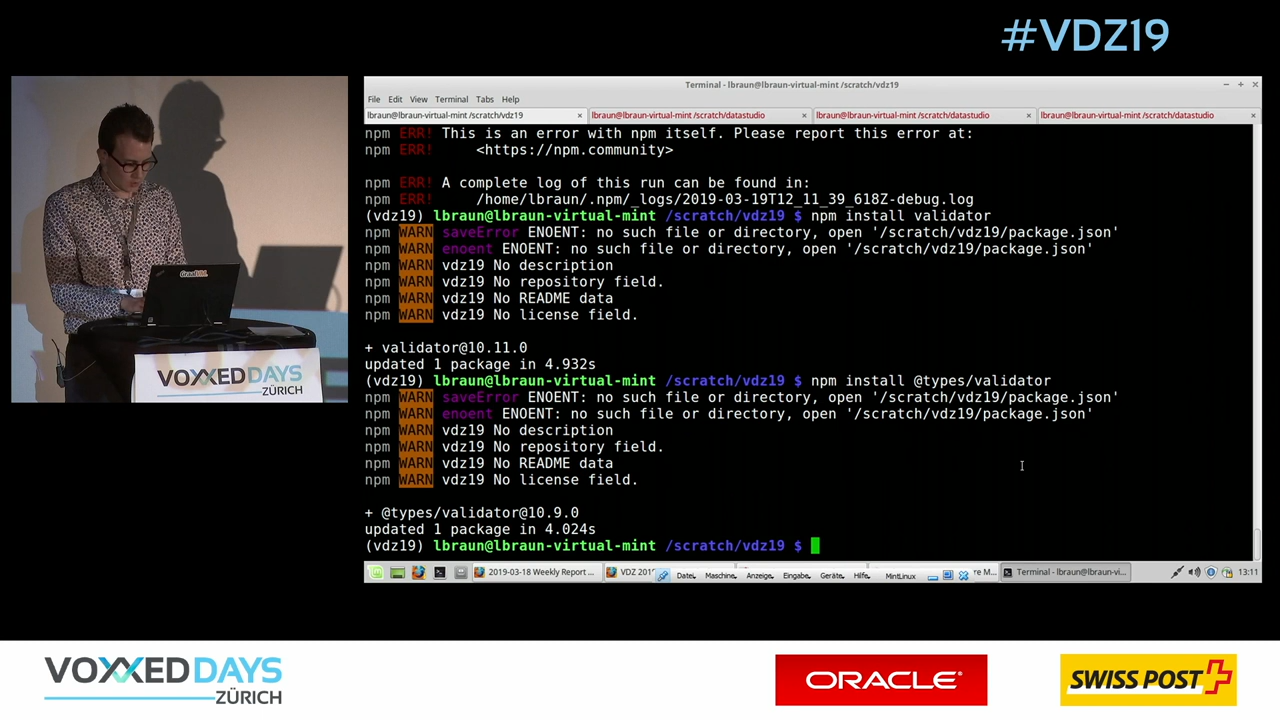 #VDZ19
Terminal - lbraun@lbraun-virtual-mint /scratch/vdz19
File Edit View Terminal Tabs Help
lbraun@lbraun-virtual-mint /scratch/vdz19
lbraun@lbraun-virtual-mint /scratch/datastudio
lbraun@lbraun-virtual-mint /scratch/datastudio
lbraun@lbraun-virtual-mint /scratch/datastudio
npm ERR! This is an error with npm itself. Please report this error at:
npm ERR!     <https://npm.community>
npm ERR! A complete log of this run can be found in:
npm ERR!     /home/lbraun/.npm/_logs/2019-03-19T12_11_39_618Z-debug.log
(vdz19) lbraun@lbraun-virtual-mint /scratch/vdz19 $ npm install validator
npm WARN saveError ENOENT: no such file or directory, open '/scratch/vdz19/package.json'
npm WARN enoent ENOENT: no such file or directory, open '/scratch/vdz19/package.json'
npm WARN vdz19 No description
npm WARN vdz19 No repository field.
npm WARN vdz19 No README data
npm WARN vdz19 No license field.
+ validator@10.11.0
updated 1 package in 4.932s
(vdz19) lbraun@lbraun-virtual-mint /scratch/vdz19 $ npm install @types/validator
npm WARN saveError ENOENT: no such file or directory, open '/scratch/vdz19/package.json'
npm WARN enoent ENOENT: no such file or directory, open '/scratch/vdz19/package.json'
npm WARN vdz19 No description
npm WARN vdz19 No repository field.
npm WARN vdz19 No README data
npm WARN vdz19 No license field.
+ @types/validator@10.9.0
updated 1 package in 4.024s
(vdz19) lbraun@lbraun-virtual-mint /scratch/vdz19 $
2019-03-18 Weekly Report ...
VDZ 201
Datei Maschine Anzeige Eingabe Geräte Hilfe MintLinux
re M...
Terminal - lbraun@lbraun-vi...
13:11
GraalVM
VOXXED DAYS
ZÜRICH
VOXXED DAYS
ZÜRICH
ORACLE
SWISS POST